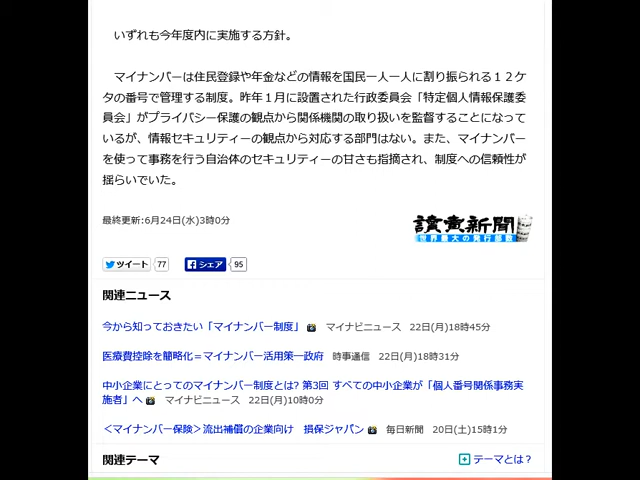 いずれも今年度内に実施する方針。
マイナンバーは住民登録や年金などの情報を国民一人一人に割り振られる１２ケ
タの番号で管理する制度。昨年１月に設置された行政委員会「特定個人情報保護委
員会」がプライバシー保護の観点から関係機関の取り扱いを監督することになって
いるが、情報セキュリティーの観点から対応する部門はない。また、マイナンバー
を使って事務を行う自治体のセキュリティーの甘さも指摘され、制度への信頼性が
揺らいでいた。
最終更新:6月24日(水)3時0分
讀賣新聞
世界最大の発行部数
ツイート 77 シェア 95
関連ニュース
今から知っておきたい「マイナンバー制度」 マイナビニュース 22日(月)18時45分
医療費控除を簡略化＝マイナンバー活用策―政府 時事通信 22日(月)18時31分
中小企業にとってのマイナンバー制度とは? 第3回 すべての中小企業が「個人番号関係事務実
施者」へ マイナビニュース 22日(月)10時0分
＜マイナンバー保険＞流出補償の企業向け 損保ジャパン 毎日新聞 20日(土)15時1分
関連テーマ テーマとは？